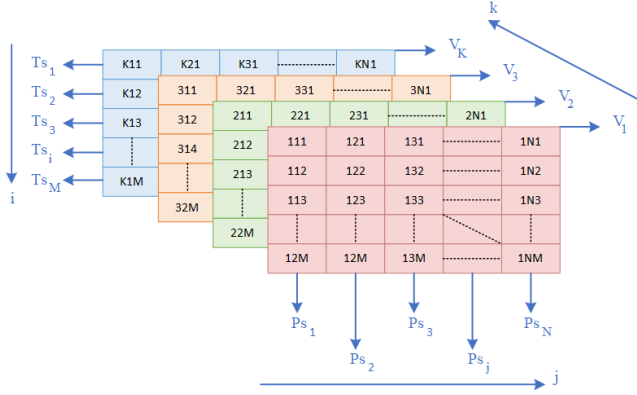 k
Ts1 K11 K21 K31 KN1 VK
Ts2 K12 311 321 331 3N1 V3
Ts3 K13 312 211 221 231 2N1 V2
Tsi 314 212 111 121 131 1N1 V1
TsM K1M 213 112 122 132 1N2
i 32M 113 123 133 1N3
22M
12M 12M 13M 1NM
Ps1 Ps2 Ps3 Psj PsN
j